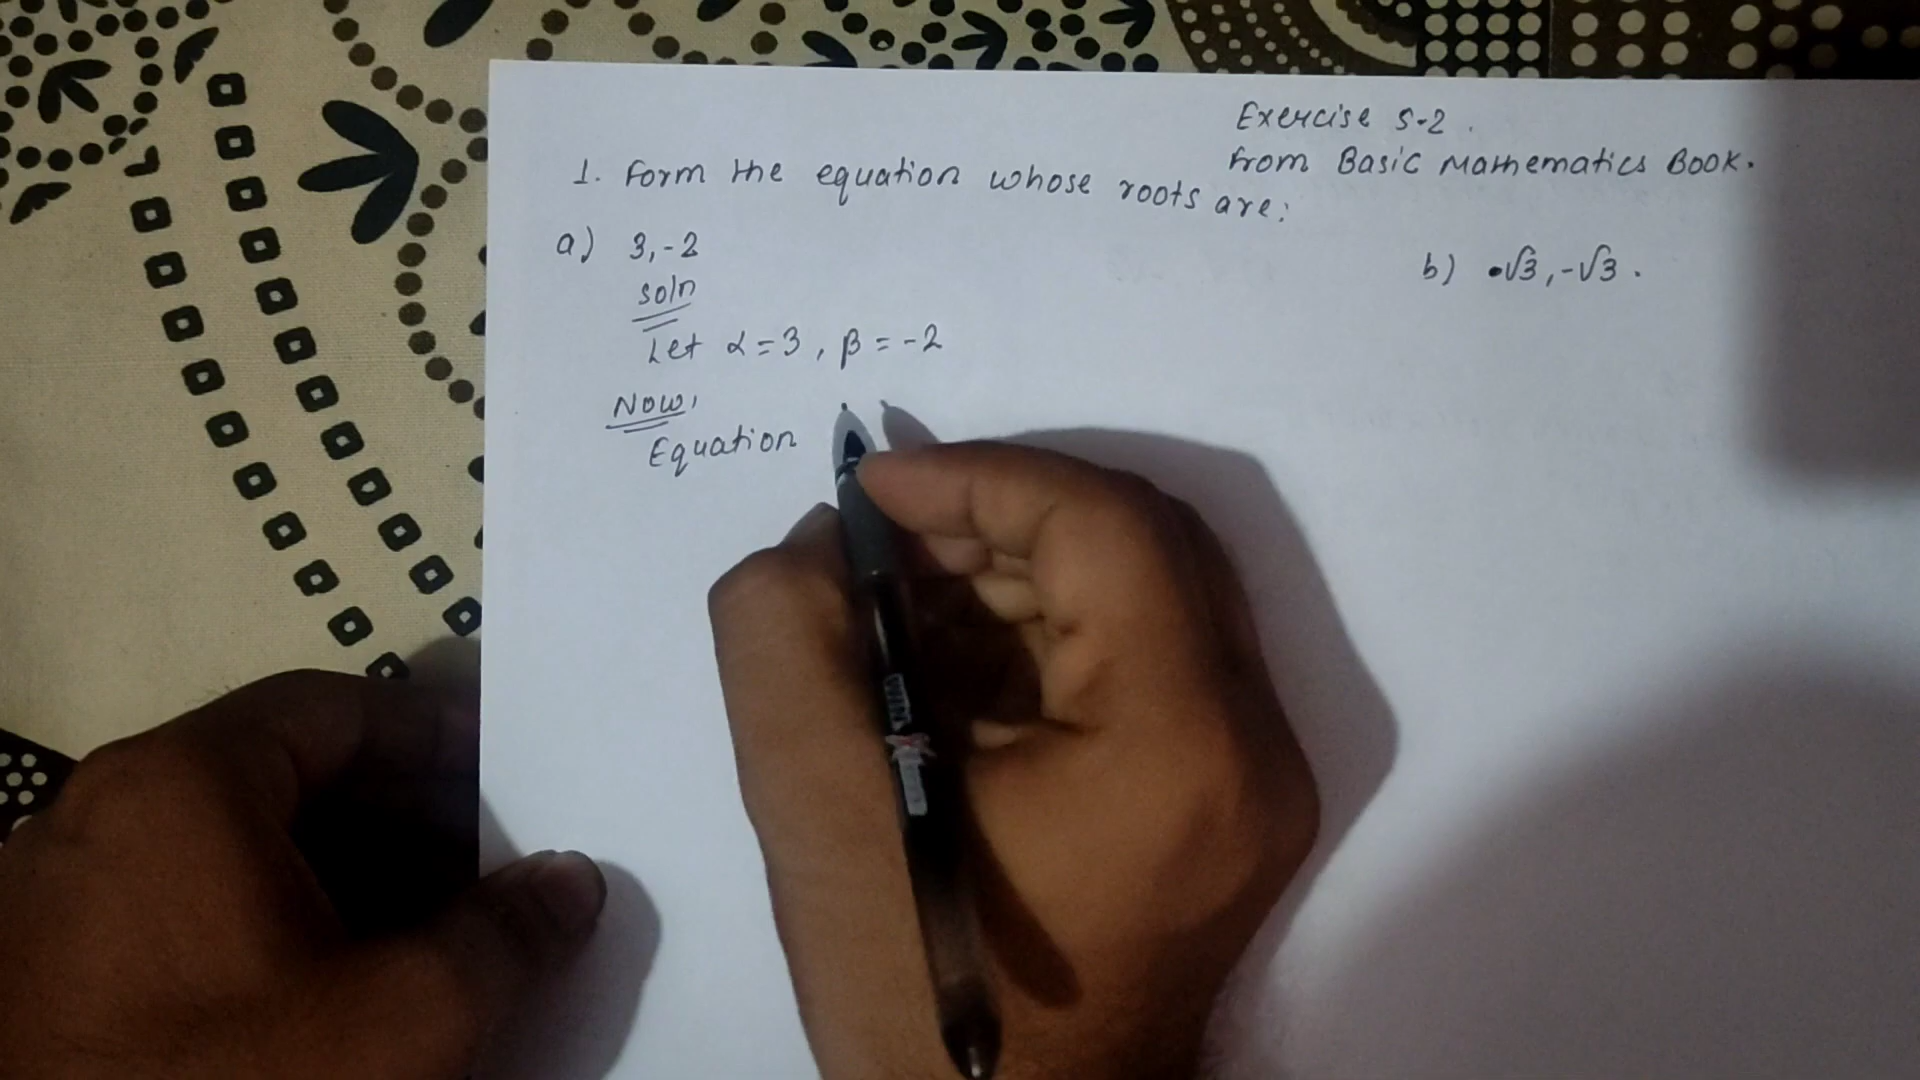 Exercise 5-2.
from Basic Mathematics Book.
1. Form the equation whose roots are:
a) 3, -2
b) √3, -√3.
soln
Let α = 3, β = -2
Now,
Equation